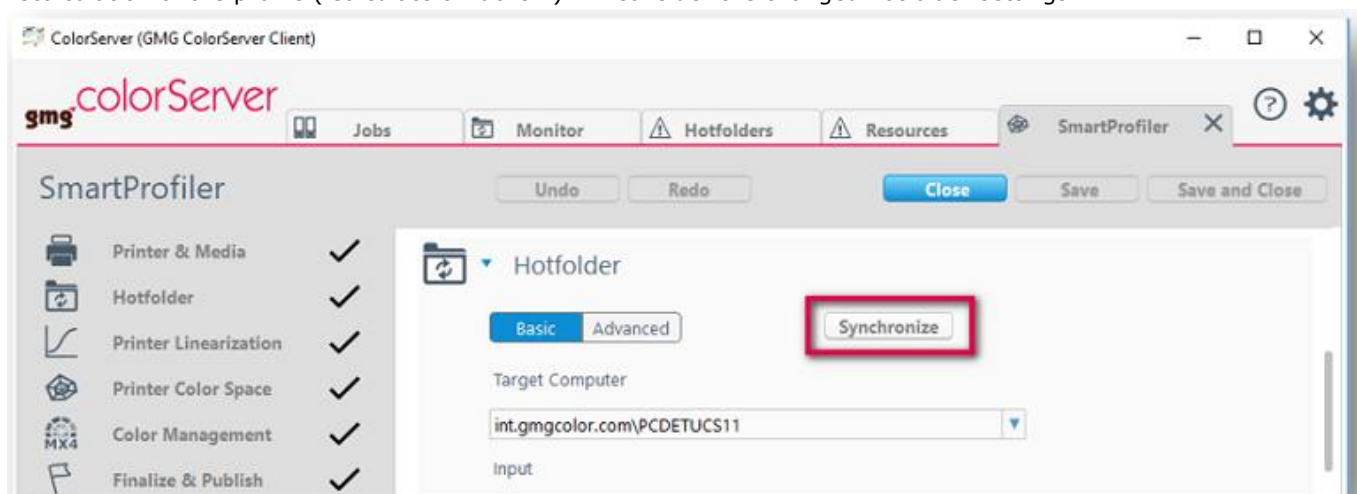 ColorServer (GMG ColorServer Client)
gmg colorServer
Jobs
Monitor
Hotfolders
Resources
SmartProfiler
SmartProfiler
Undo
Redo
Close
Save
Save and Close
Printer & Media
Hotfolder
Printer Linearization
Printer Color Space
MX4
Color Management
Finalize & Publish
Hotfolder
Basic
Advanced
Synchronize
Target Computer
int.gmgcolor.com\PCDETUCS11
Input